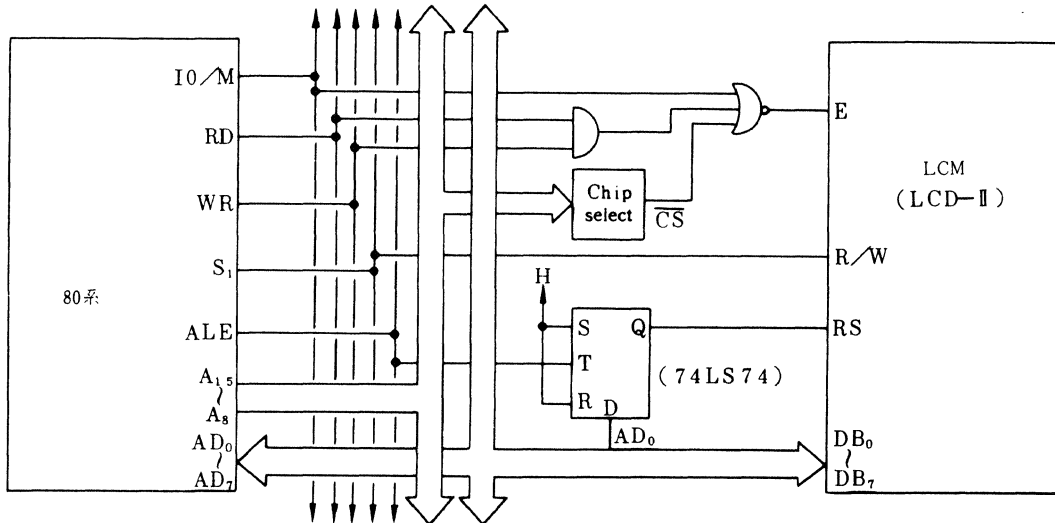 IO/M
RD
WR
S₁
ALE
A₁₅
~
A₈
AD₀
~
AD₇
80系
Chip
select
CS
H
S
Q
T
R
D
AD₀
(74LS74)
E
LCM
(LCD-Ⅱ)
R/W
RS
DB₀
~
DB₇